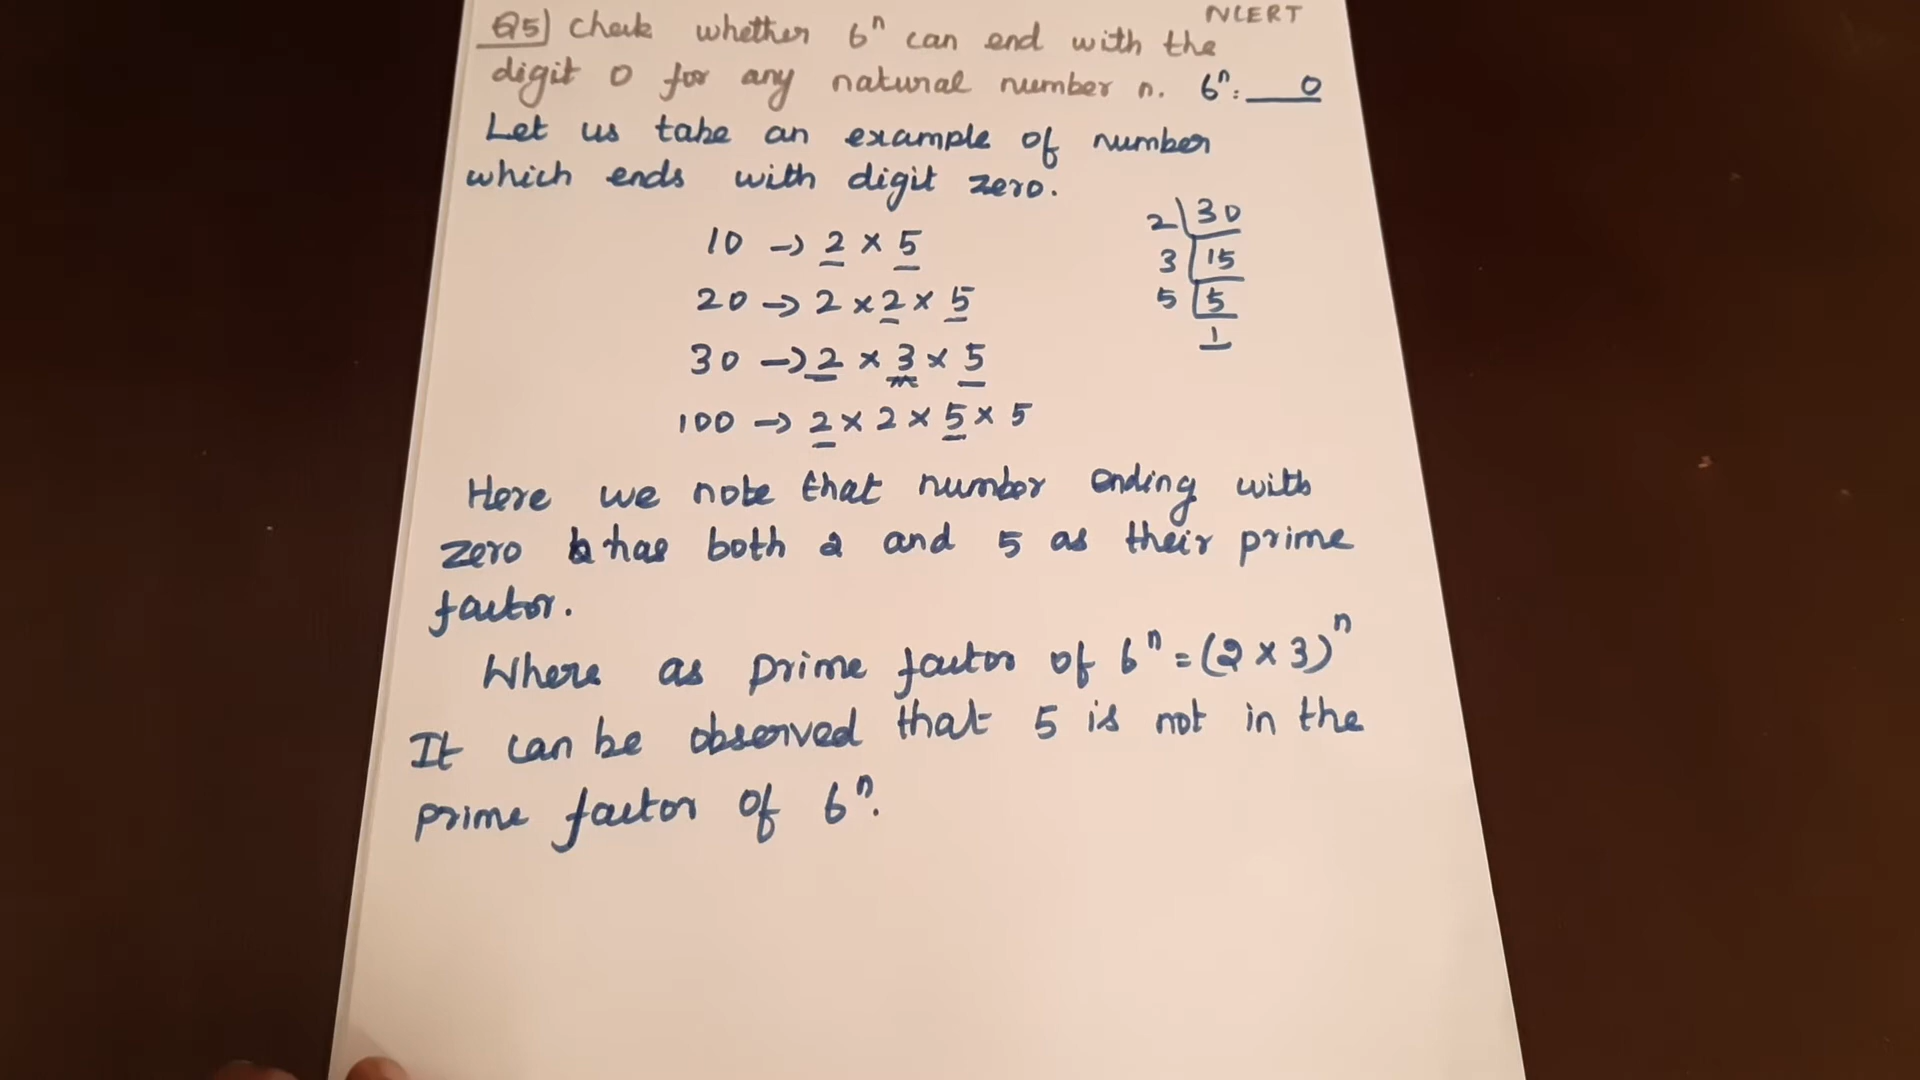 NCERT
Q5) Check whether 6ⁿ can end with the
digit 0 for any natural number n. 6ⁿ = ___0
Let us take an example of number
which ends with digit zero.
10 → 2 × 5
20 → 2 × 2 × 5
30 → 2 × 3 × 5
100 → 2 × 2 × 5 × 5
2 | 30
3 | 15
5 | 5
1
Here we note that number ending with
zero has both 2 and 5 as their prime
factor.
Where as prime factor of 6ⁿ = (2 × 3)ⁿ
It can be observed that 5 is not in the
prime factor of 6ⁿ.